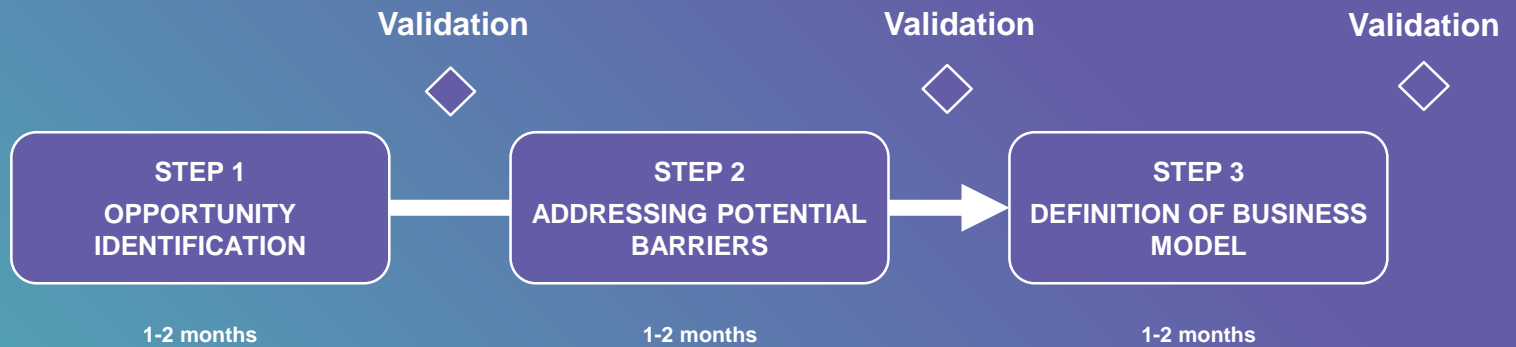 Validation
Validation
Validation
STEP 1
OPPORTUNITY
IDENTIFICATION
STEP 2
ADDRESSING POTENTIAL
BARRIERS
STEP 3
DEFINITION OF BUSINESS
MODEL
1-2 months
1-2 months
1-2 months